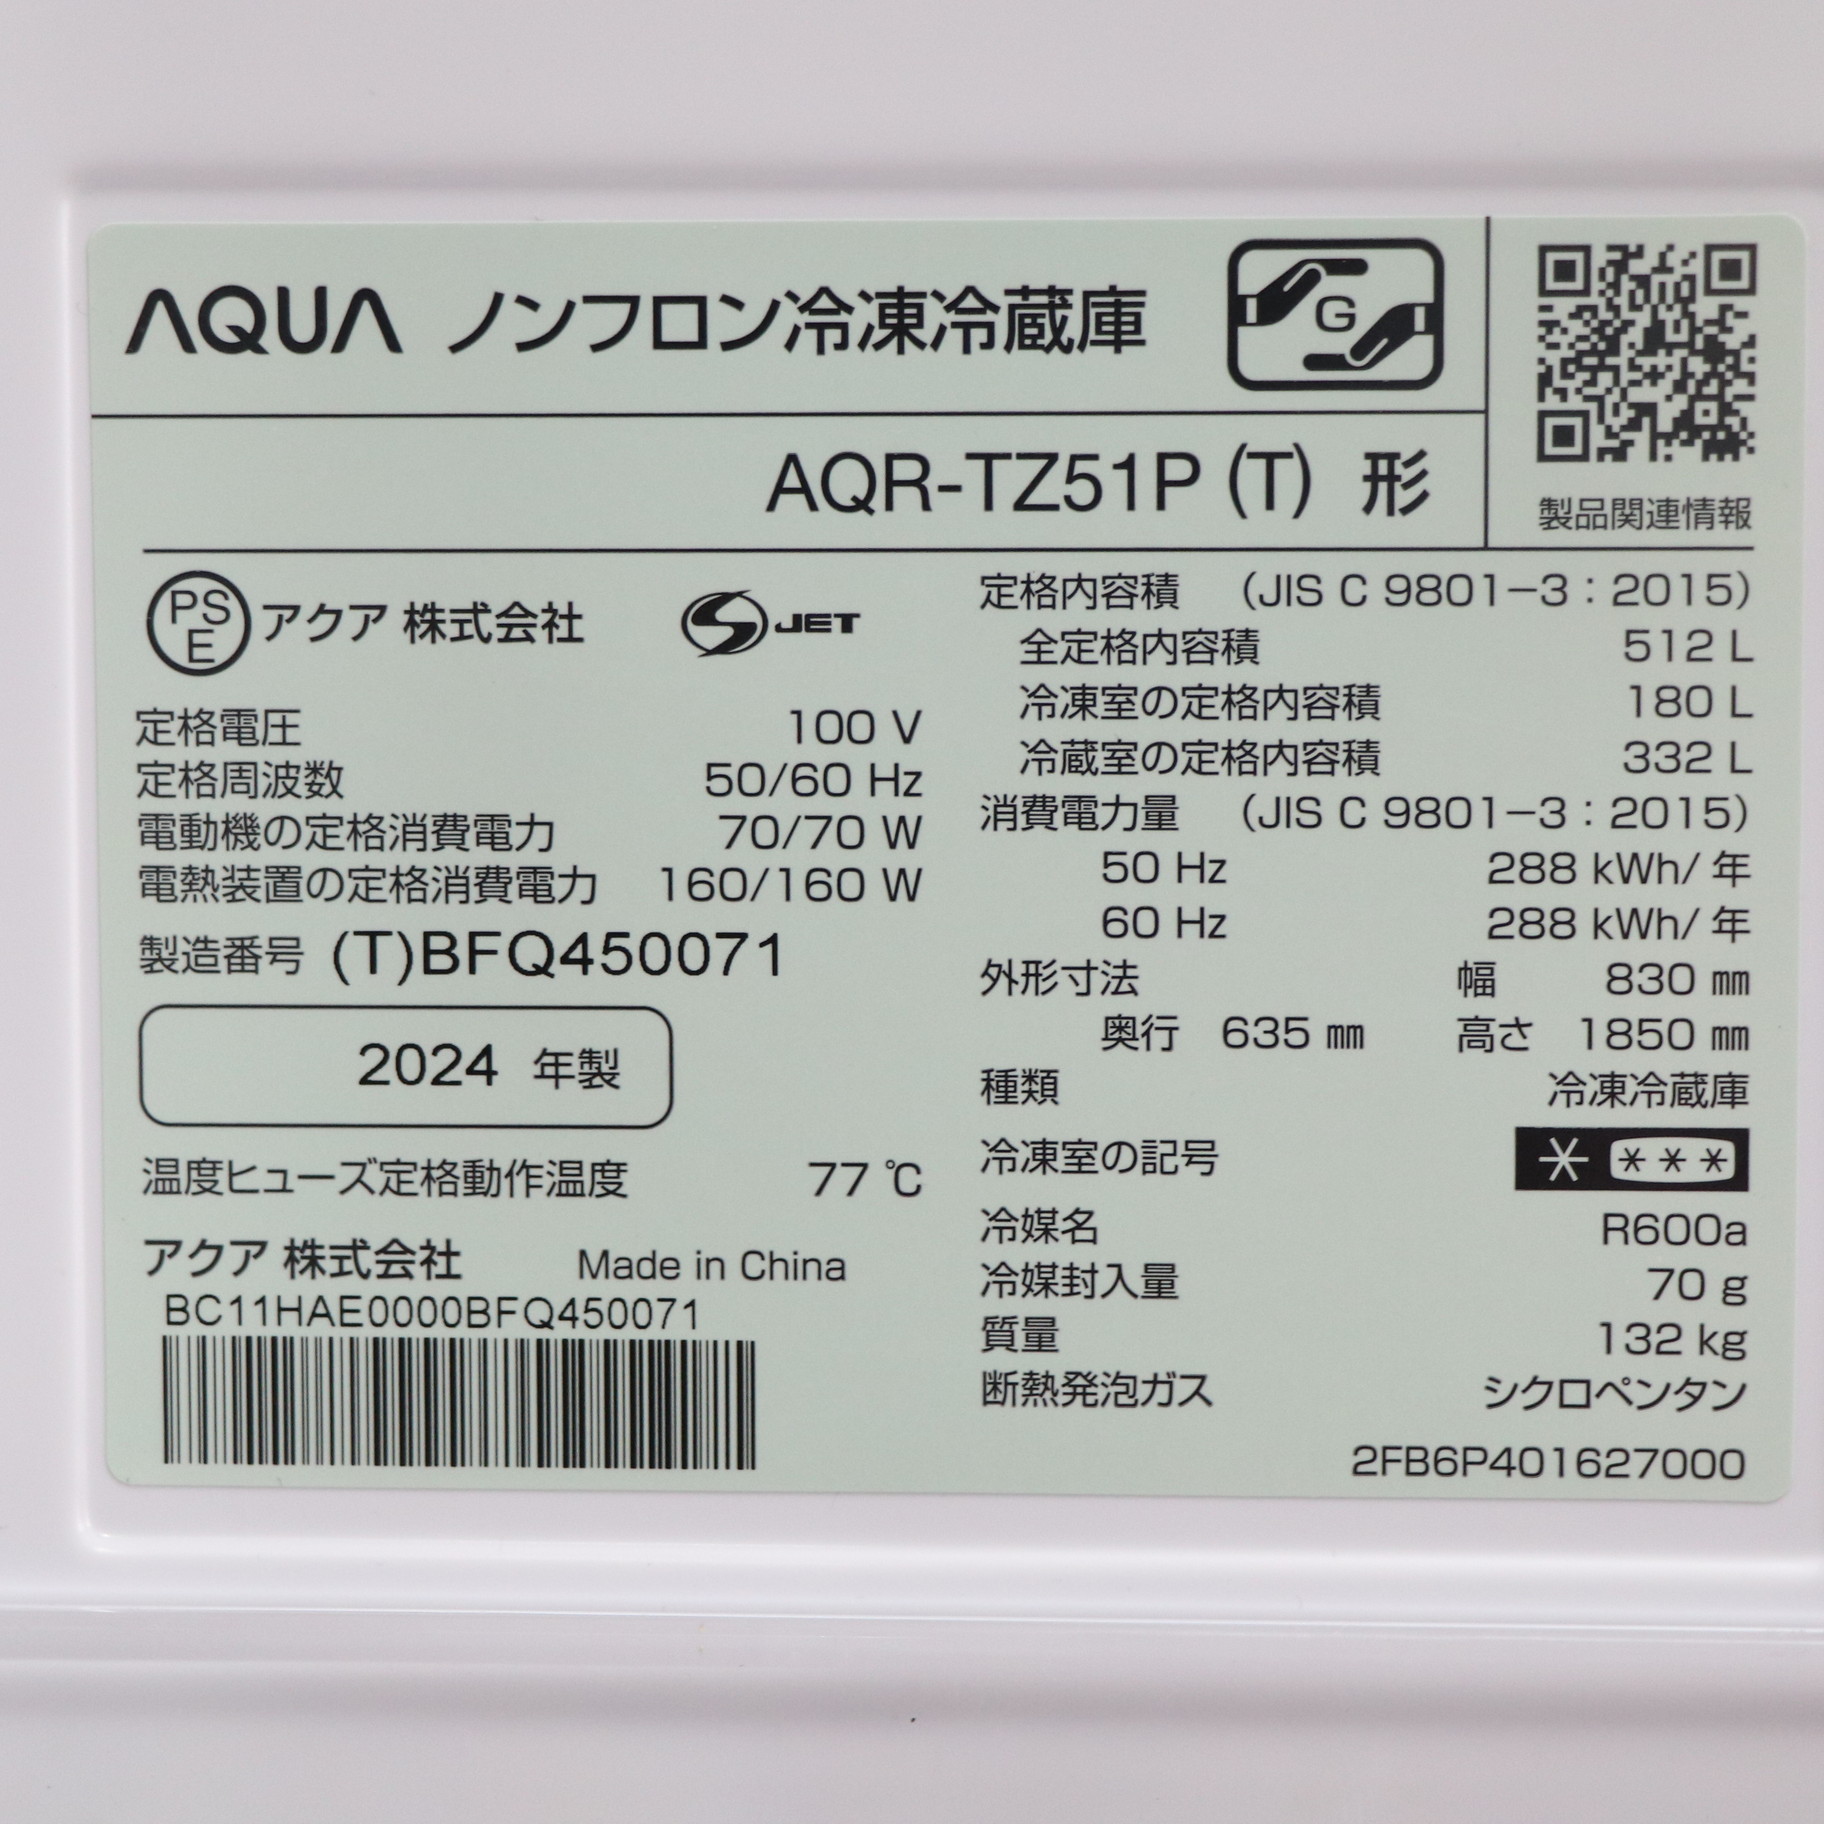 AQUA ノンフロン冷凍冷蔵庫
G
AQR-TZ51P (T) 形
製品関連情報
PSE アクア 株式会社 S JET
定格電圧 100 V
定格周波数 50/60 Hz
電動機の定格消費電力 70/70 W
電熱装置の定格消費電力 160/160 W
製造番号 (T)BFQ450071
2024 年製
温度ヒューズ定格動作温度 77 ℃
アクア 株式会社 Made in China
BC11HAE0000BFQ450071
定格内容積 (JIS C 9801-3：2015)
全定格内容積 512 L
冷凍室の定格内容積 180 L
冷蔵室の定格内容積 332 L
消費電力量 (JIS C 9801-3：2015)
50 Hz 288 kWh/年
60 Hz 288 kWh/年
外形寸法 幅 830 ㎜
奥行 635 ㎜ 高さ 1850 ㎜
種類 冷凍冷蔵庫
冷凍室の記号 * ***
冷媒名 R600a
冷媒封入量 70 g
質量 132 kg
断熱発泡ガス シクロペンタン
2FB6P401627000